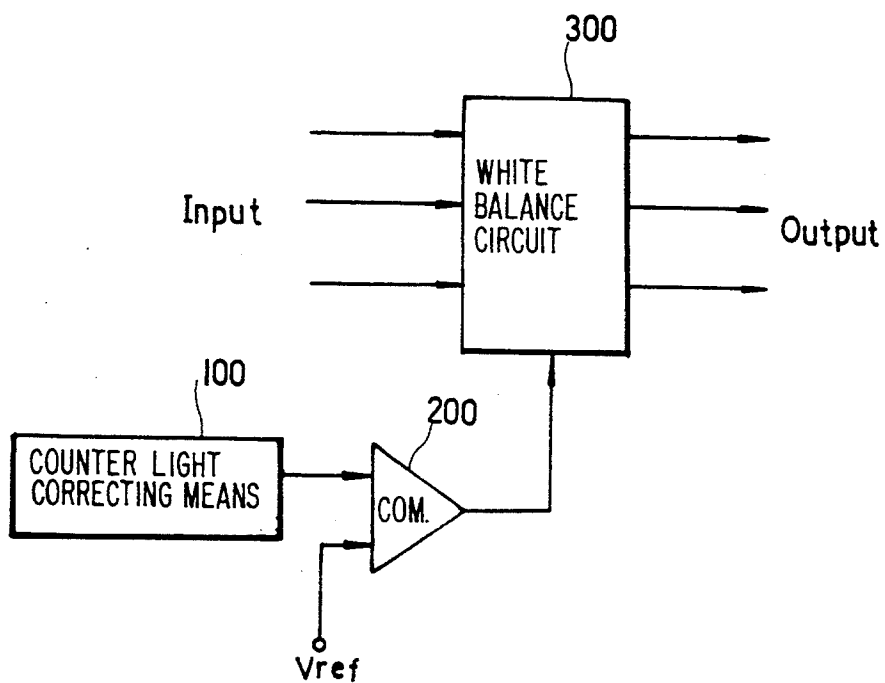 300
WHITE
BALANCE
CIRCUIT
Input
Output
100
200
COUNTER LIGHT
CORRECTING MEANS
COM.
Vref